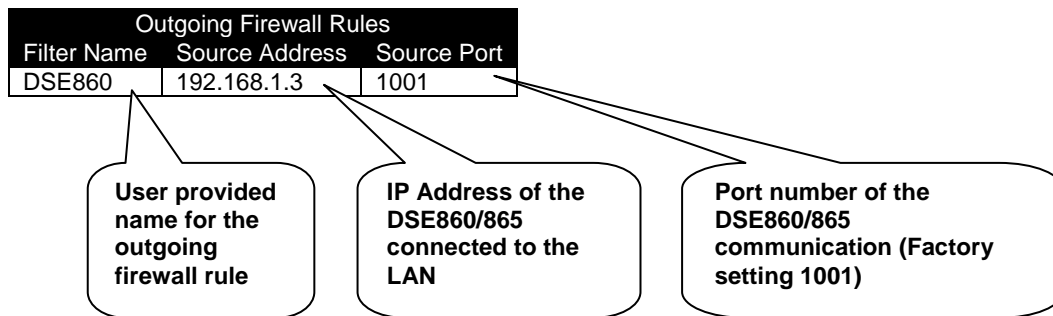 Outgoing Firewall Rules
Filter Name Source Address Source Port
DSE860 192.168.1.3 1001
User provided
name for the
outgoing
firewall rule
IP Address of the
DSE860/865
connected to the
LAN
Port number of the
DSE860/865
communication (Factory
setting 1001)